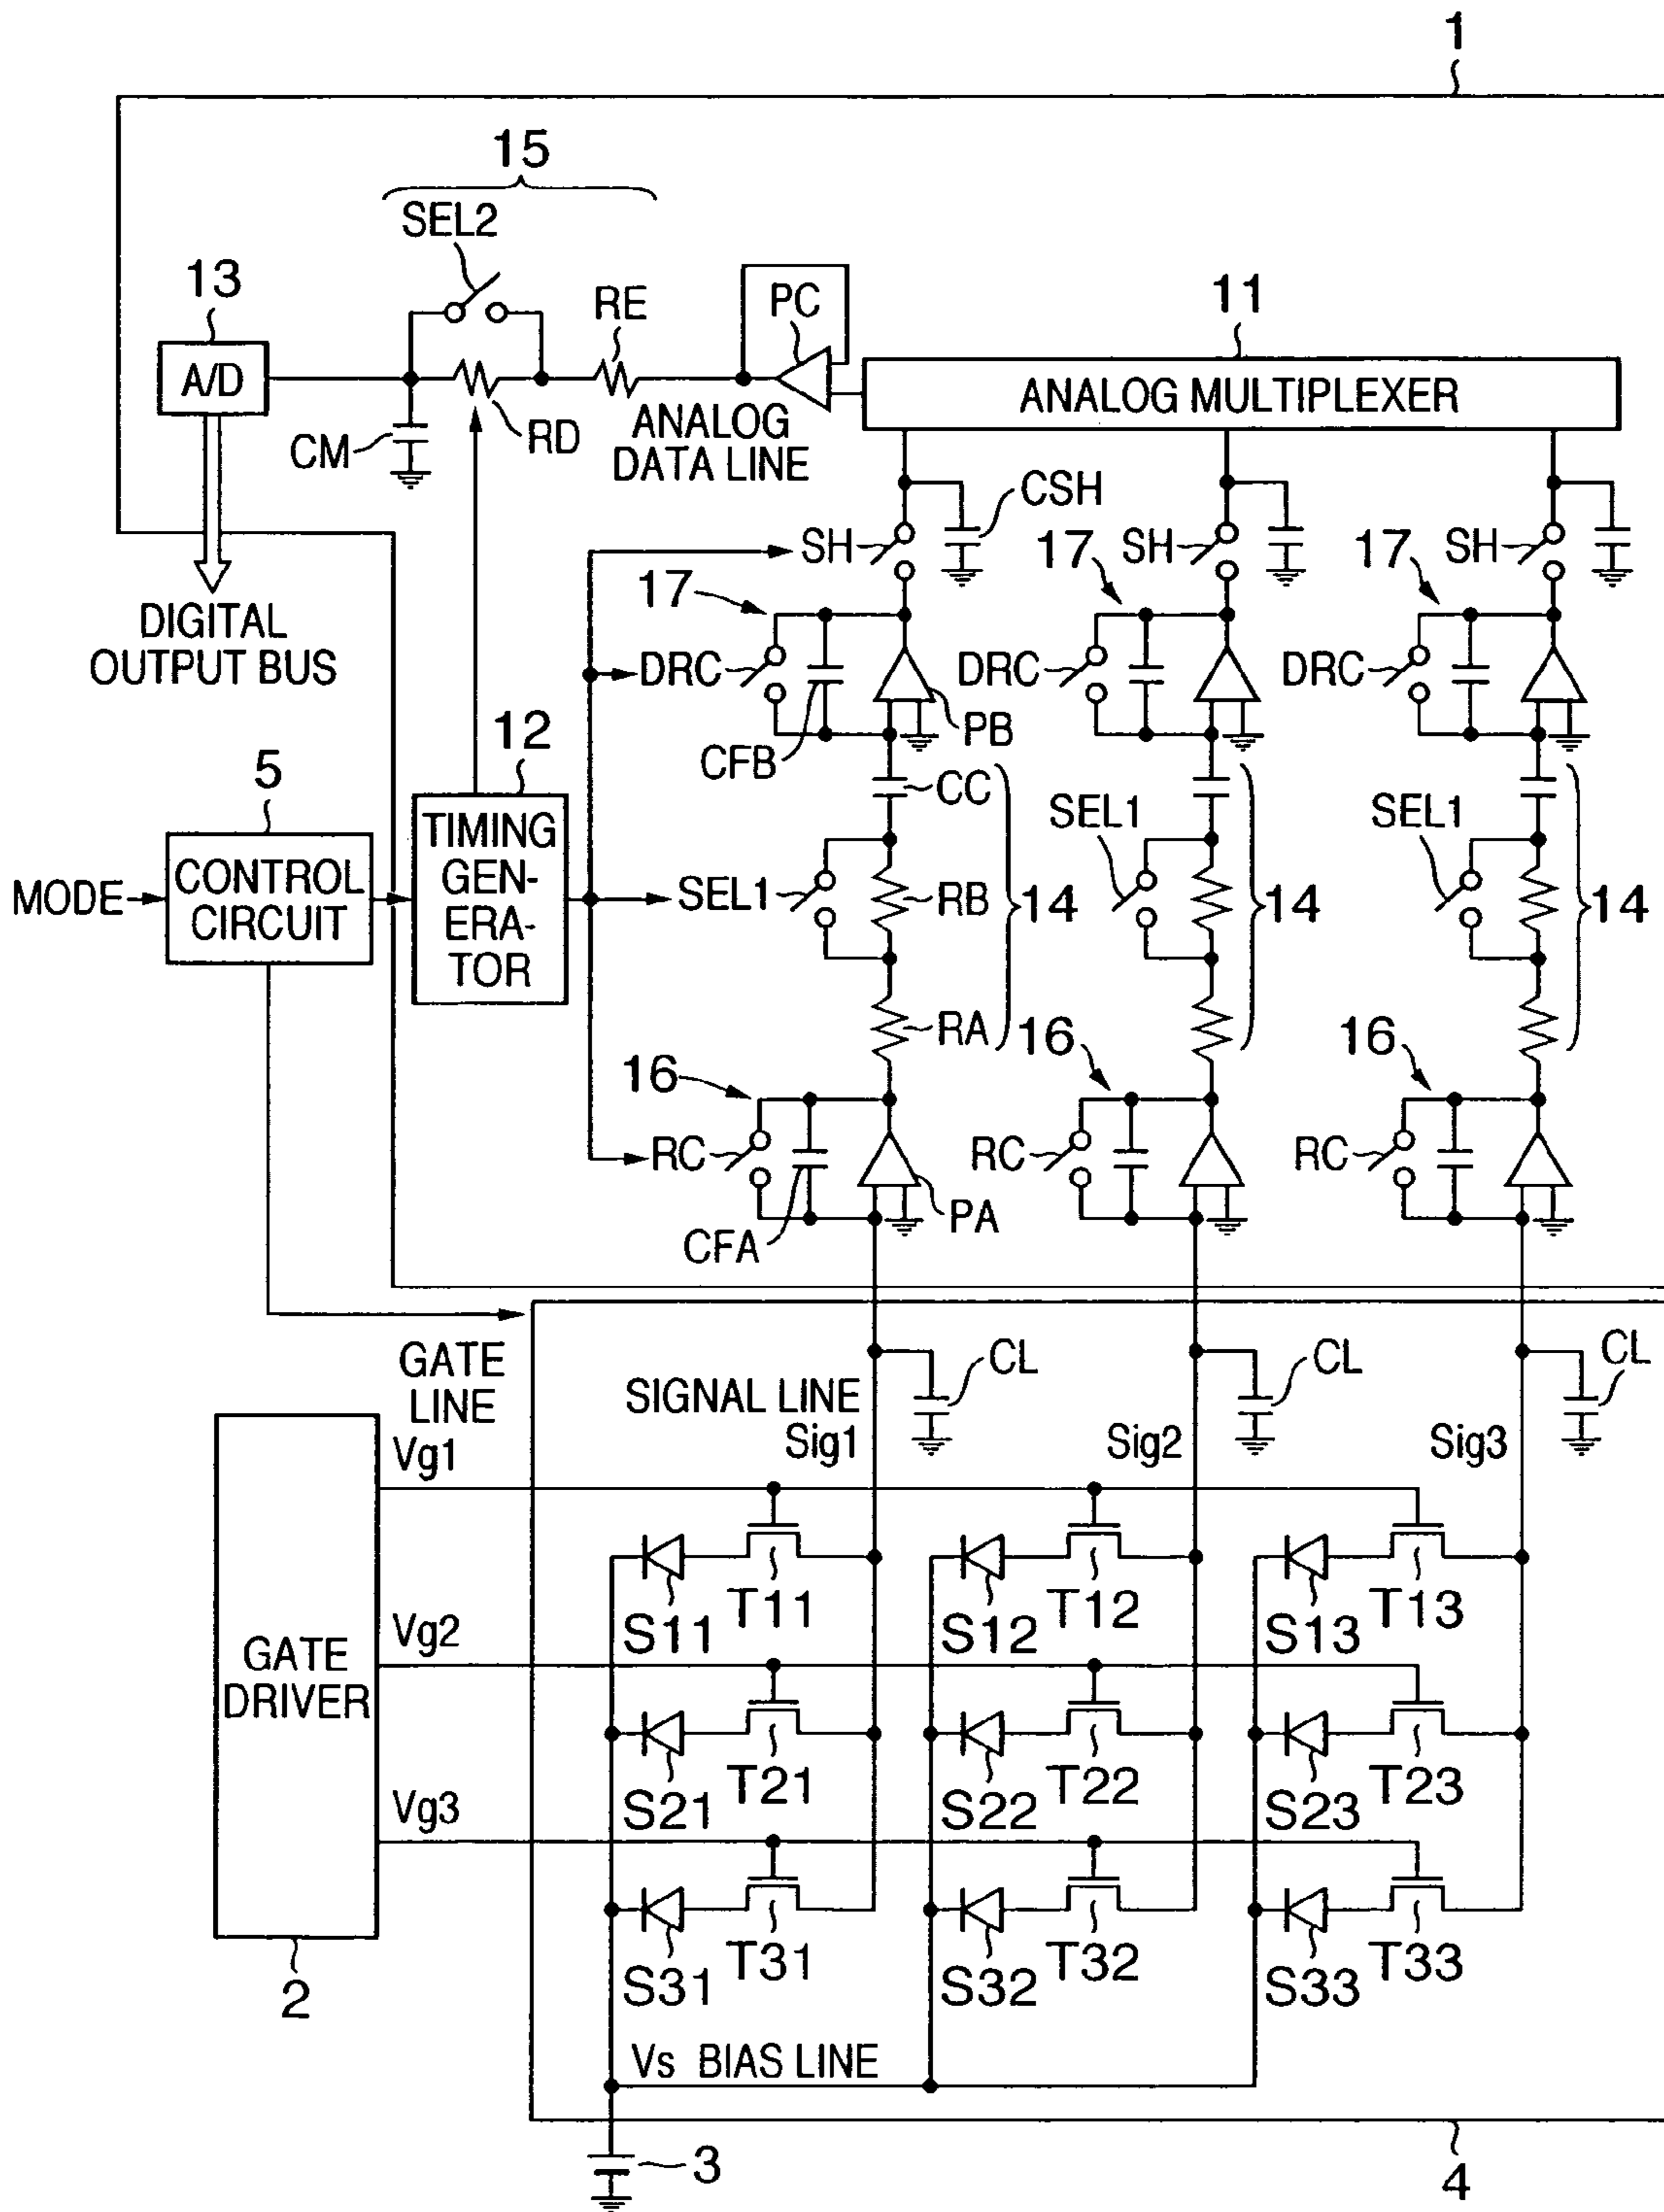 1
15
SEL2
13
RE
PC
11
A/D
ANALOG MULTIPLEXER
CM
RD
ANALOG
DATA LINE
CSH
SH
17
SH
17
SH
17
DIGITAL
OUTPUT BUS
DRC
DRC
DRC
12
PB
5
CFB
CC
TIMING
GEN-
ERA-
TOR
SEL1
SEL1
CONTROL
CIRCUIT
MODE
SEL1
RB
14
14
14
RA
16
16
16
RC
RC
RC
PA
CFA
GATE
LINE
CL
CL
CL
SIGNAL LINE
Sig1
Sig2
Sig3
Vg1
T11
T12
T13
S11
S12
S13
Vg2
GATE
DRIVER
T21
T22
T23
S21
S22
S23
Vg3
T31
T32
T33
S31
S32
S33
2
Vs BIAS LINE
3
4